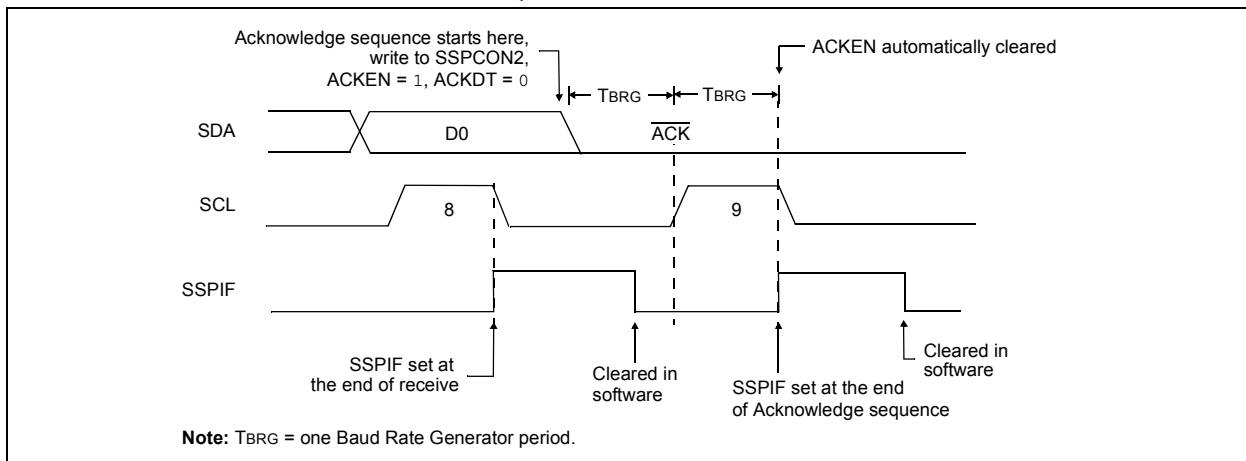 Acknowledge sequence starts here,
write to SSPCON2,
ACKEN = 1, ACKDT = 0
ACKEN automatically cleared
TBRG
TBRG
SDA
D0
ACK
SCL
8
9
SSPIF
SSPIF set at
the end of receive
Cleared in
software
SSPIF set at the end
of Acknowledge sequence
Cleared in
software
Note: TBRG = one Baud Rate Generator period.